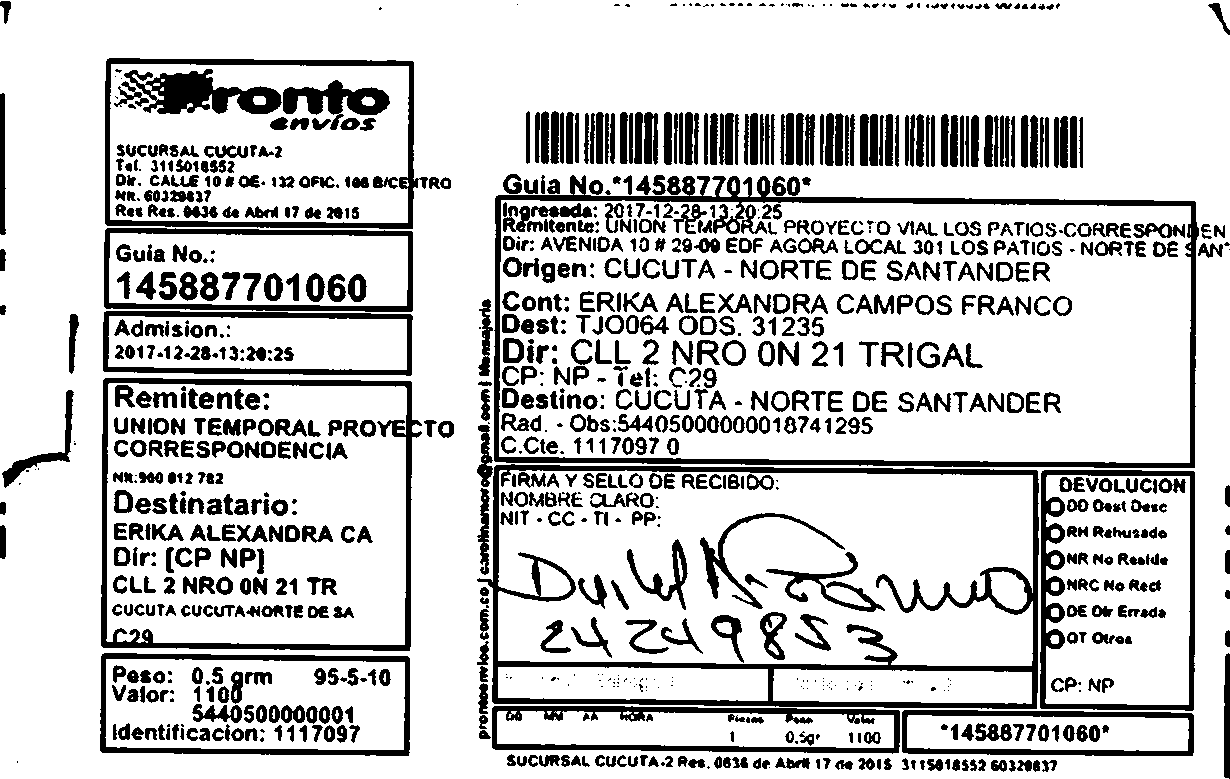 Pronto
envíos
SUCURSAL CUCUTA-2
Tel. 3115018552
Dir. CALLE 10 # OE- 132 OFIC. 166 B/CENTRO
Nit. 60329837
Res Res. 0636 de Abril 17 de 2015
Guia No.:
145887701060
Admision.:
2017-12-28-13:20:25
Remitente:
UNION TEMPORAL PROYECTO
CORRESPONDENCIA
Nit:900 812 782
Destinatario:
ERIKA ALEXANDRA CA
Dir: [CP NP]
CLL 2 NRO 0N 21 TR
CUCUTA CUCUTA-NORTE DE SA
C29
Peso: 0.5 grm 95-5-10
Valor: 1100
5440500000001
Identificacion: 1117097
Guia No.*145887701060*
Ingresada: 2017-12-28-13:20:25
Remitente: UNION TEMPORAL PROYECTO VIAL LOS PATIOS-CORRESPONDEN
Dir: AVENIDA 10 # 29-09 EDF AGORA LOCAL 301 LOS PATIOS - NORTE DE SAN
Origen: CUCUTA - NORTE DE SANTANDER
Cont: ERIKA ALEXANDRA CAMPOS FRANCO
Dest: TJO064 ODS. 31235
Dir: CLL 2 NRO 0N 21 TRIGAL
CP: NP - Tel: C29
Destino: CUCUTA - NORTE DE SANTANDER
Rad. - Obs:54405000000018741295
C.Cte. 1117097 0
prontoenvios.com.co | carolinamoro@gmail.com | Mensajeria
FIRMA Y SELLO DE RECIBIDO:
NOMBRE CLARO:
NIT - CC - TI - PP:
24249853
DEVOLUCION
DD Dest Desc
RH Rehusado
NR No Reside
NRC No Recl
DE Dir Errada
OT Otros
CP: NP
DD MM AA HORA Piezas Peso Valor
1 0.5gr 1100
*145887701060*
SUCURSAL CUCUTA-2 Res. 0636 de Abril 17 de 2015 3115018552 60329837